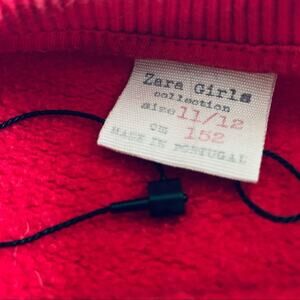 Zara Girls
collection
size 11/12
cm 152
MADE IN PORTUGAL